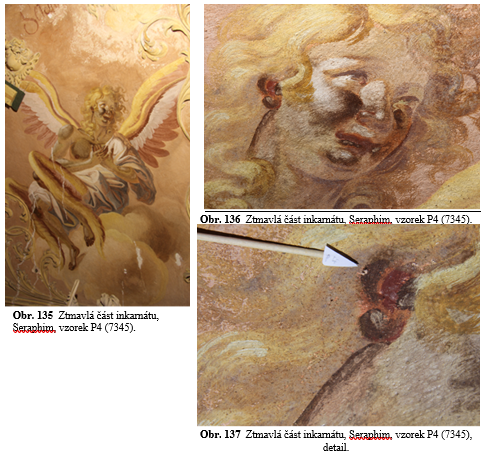 Obr. 135 Ztmavlá část inkarnátu,
Seraphim, vzorek P4 (7345).
Obr. 136 Ztmavlá část inkarnátu, Seraphim, vzorek P4 (7345).
Obr. 137 Ztmavlá část inkarnátu, Seraphim, vzorek P4 (7345),
detail.